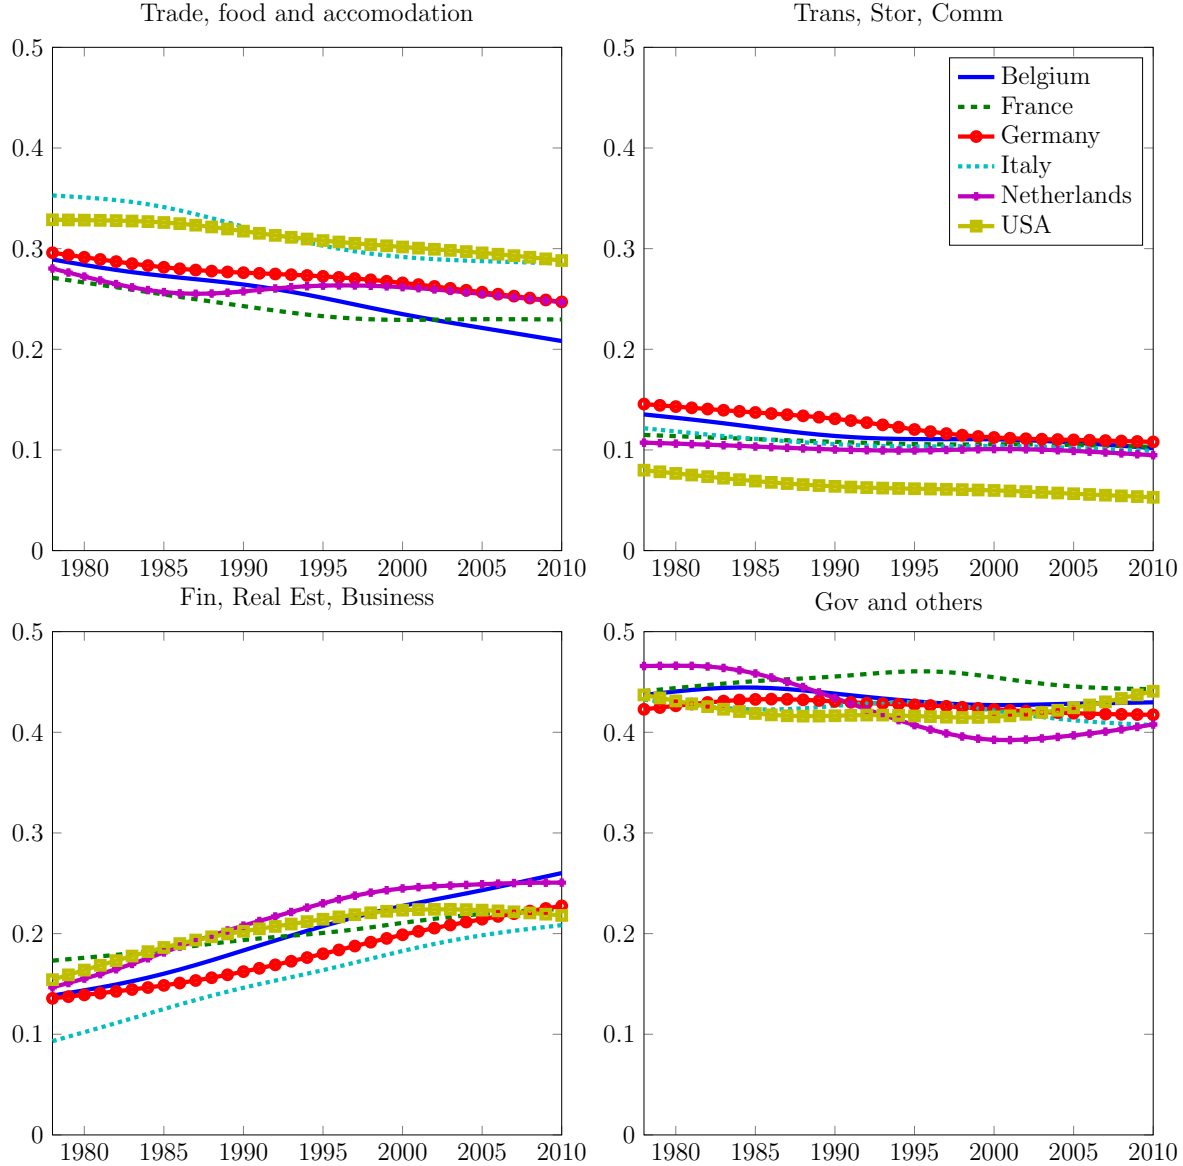 Trade, food and accomodation
0.5
0.4
0.3
0.2
0.1
0
1980 1985 1990 1995 2000 2005 2010
Trans, Stor, Comm
0.5
0.4
0.3
0.2
0.1
0
1980 1985 1990 1995 2000 2005 2010
Belgium
France
Germany
Italy
Netherlands
USA
Fin, Real Est, Business
0.5
0.4
0.3
0.2
0.1
0
1980 1985 1990 1995 2000 2005 2010
Gov and others
0.5
0.4
0.3
0.2
0.1
0
1980 1985 1990 1995 2000 2005 2010